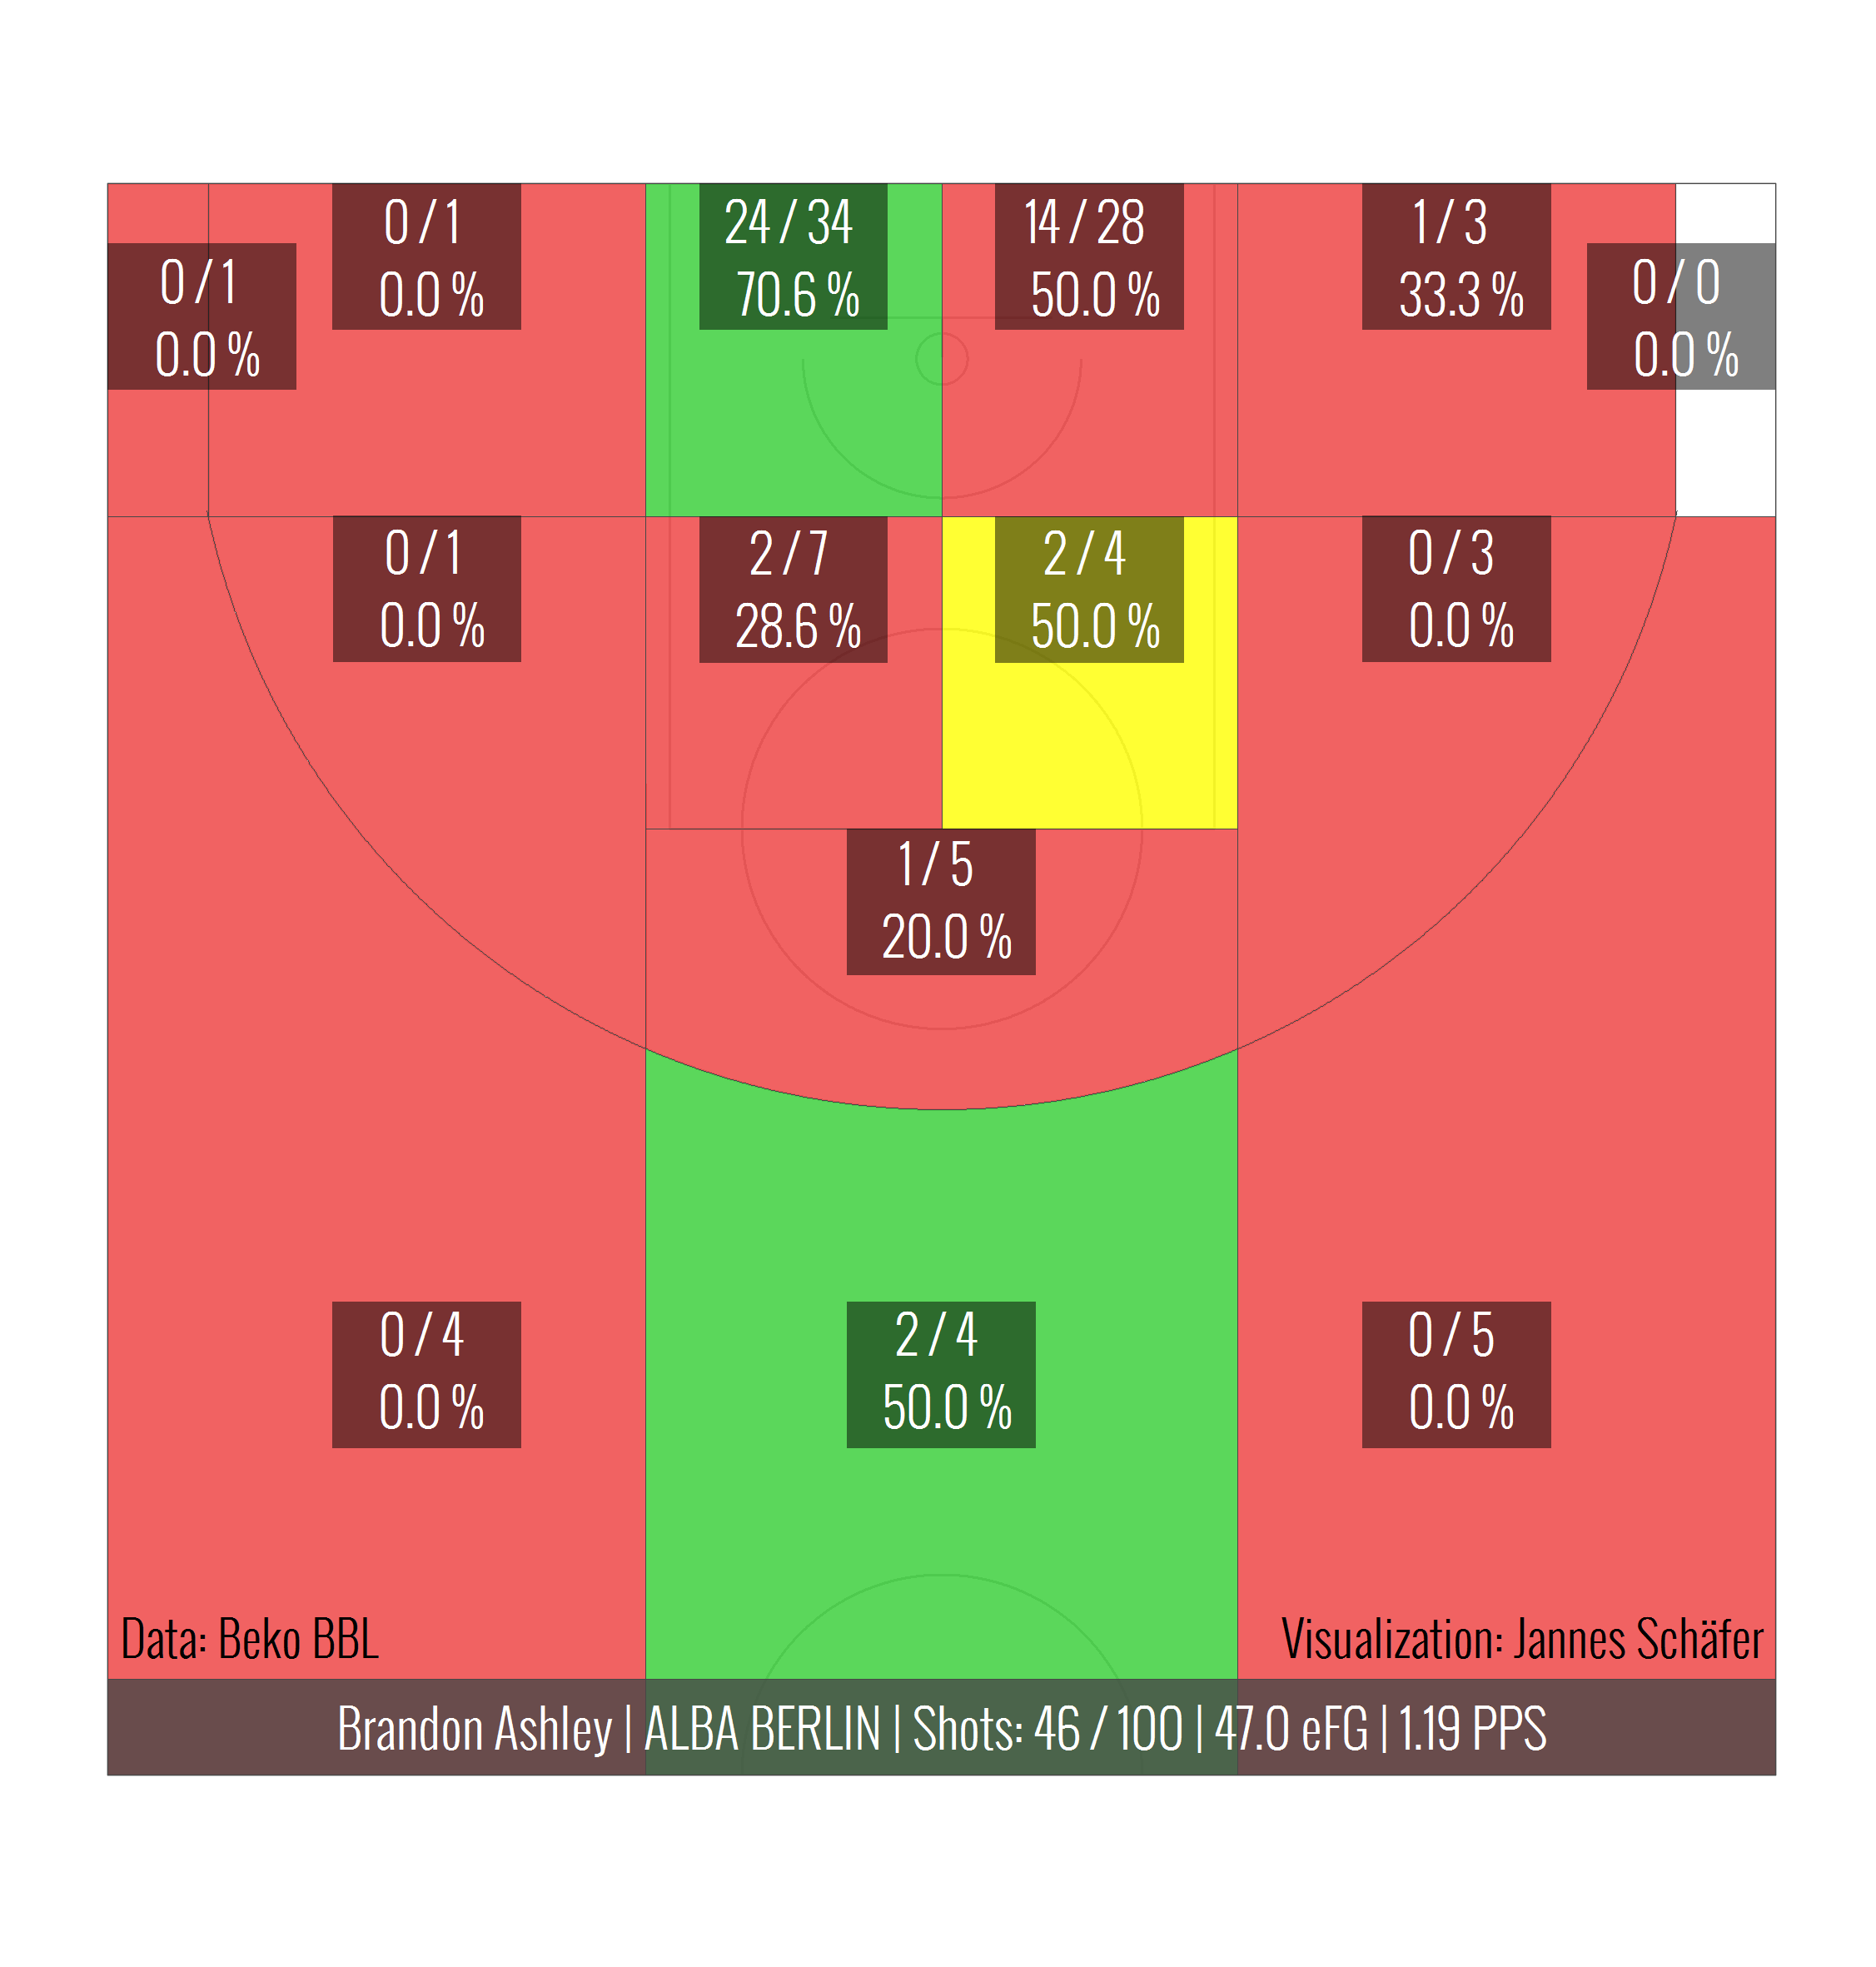 0 / 1
0.0 %
24 / 34
70.6 %
14 / 28
50.0 %
1 / 3
33.3 %
0 / 1
0.0 %
0 / 0
0.0 %
0 / 1
0.0 %
2 / 7
28.6 %
2 / 4
50.0 %
0 / 3
0.0 %
1 / 5
20.0 %
0 / 4
0.0 %
2 / 4
50.0 %
0 / 5
0.0 %
Data: Beko BBL
Visualization: Jannes Schäfer
Brandon Ashley | ALBA BERLIN | Shots: 46 / 100 | 47.0 eFG | 1.19 PPS